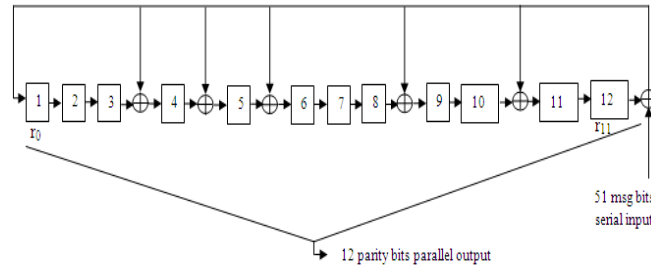 1 2 3 4 5 6 7 8 9 10 11 12
r0 r11
51 msg bits
serial input
12 parity bits parallel output